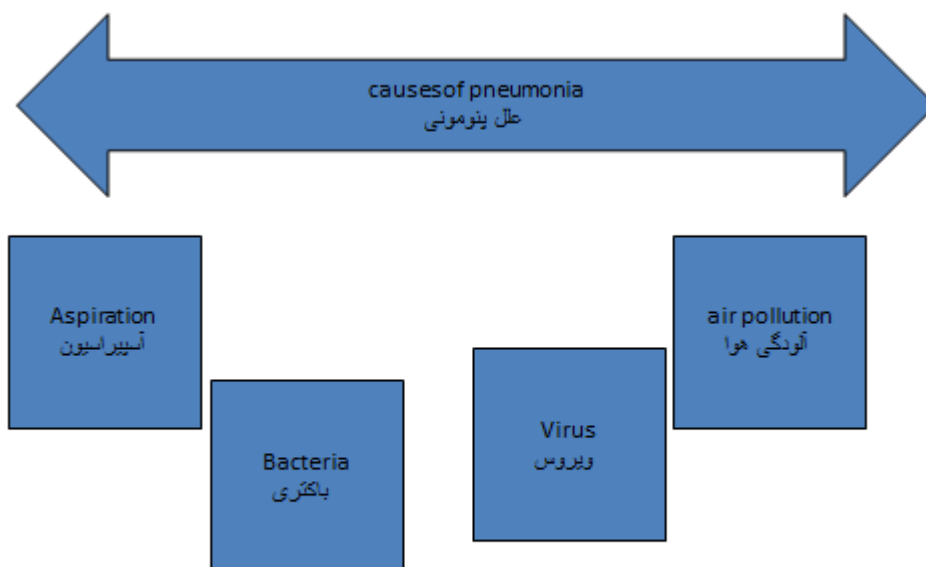 causesof pneumonia
علل پنومونی
Aspiration
آسپیراسیون
air pollution
آلودگی هوا
Virus
ویروس
Bacteria
باکتری